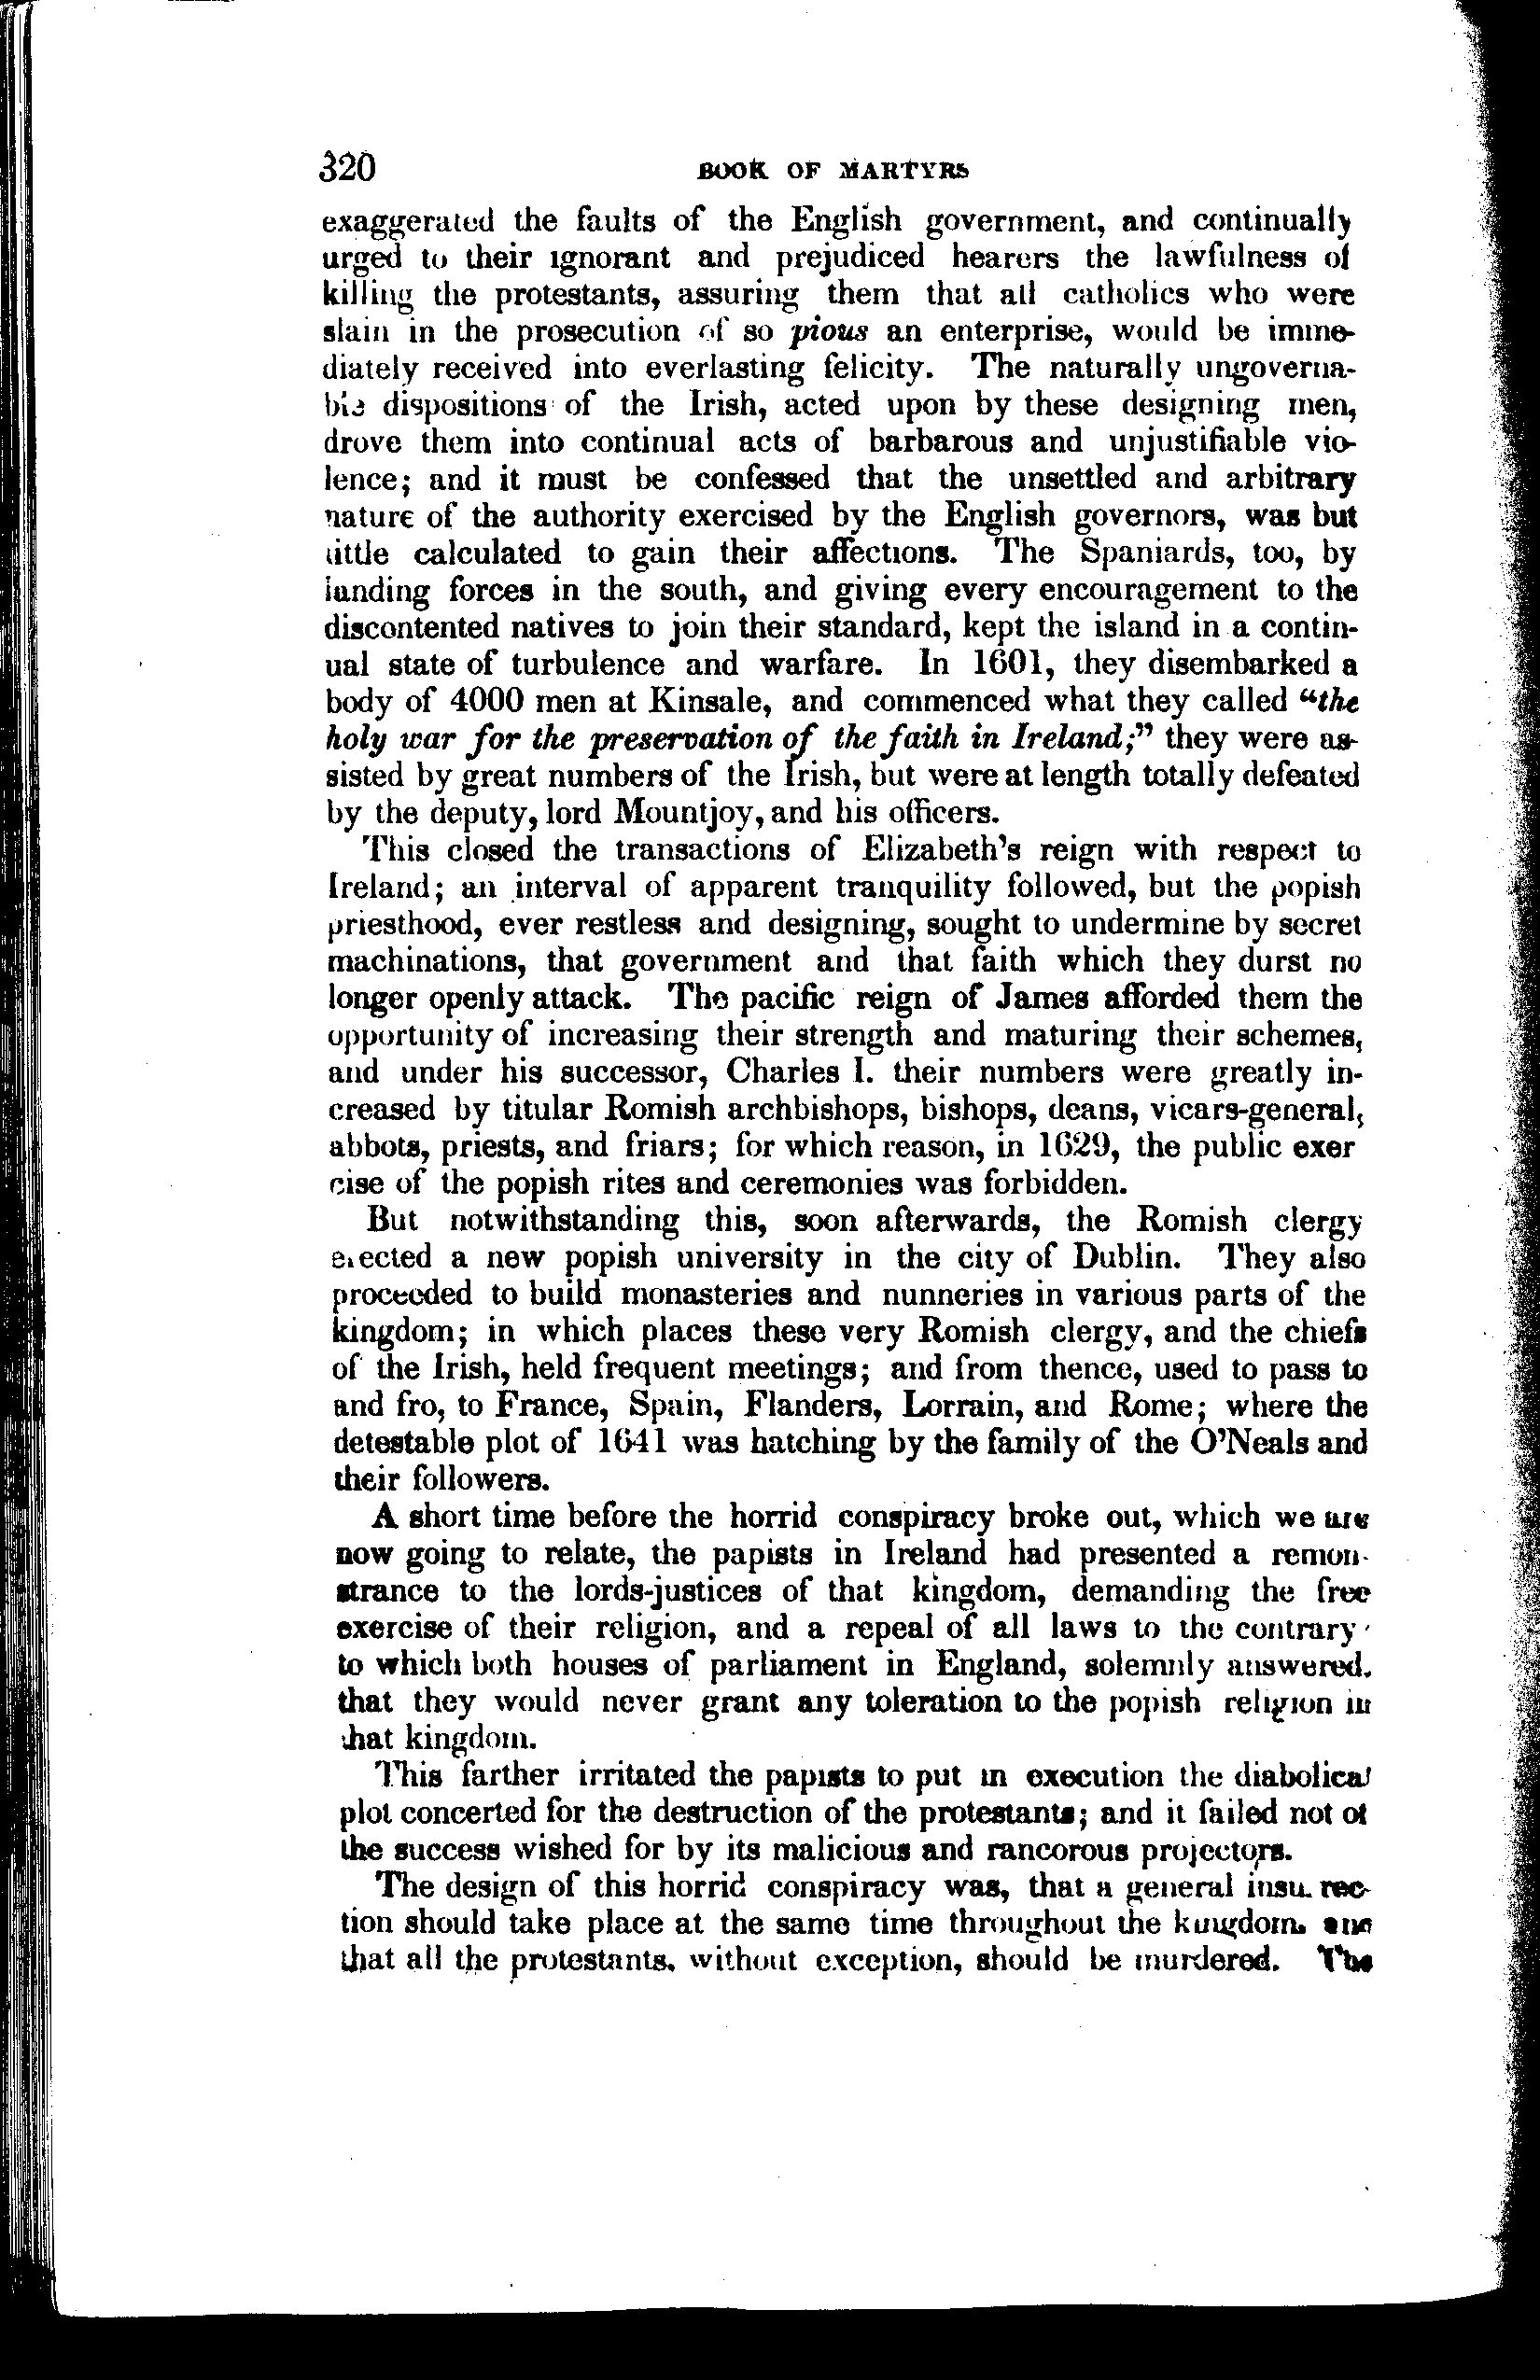 320 BOOK OF MARTYRS
exaggerated the faults of the English government, and continually
urged to their ignorant and prejudiced hearers the lawfulness of
killing the protestants, assuring them that all catholics who were
slain in the prosecution of so pious an enterprise, would be imme-
diately received into everlasting felicity. The naturally ungoverna-
ble dispositions of the Irish, acted upon by these designing men,
drove them into continual acts of barbarous and unjustifiable vio-
lence; and it must be confessed that the unsettled and arbitrary
nature of the authority exercised by the English governors, was but
little calculated to gain their affections. The Spaniards, too, by
landing forces in the south, and giving every encouragement to the
discontented natives to join their standard, kept the island in a contin-
ual state of turbulence and warfare. In 1601, they disembarked a
body of 4000 men at Kinsale, and commenced what they called "the
holy war for the preservation of the faith in Ireland;" they were as-
sisted by great numbers of the Irish, but were at length totally defeated
by the deputy, lord Mountjoy, and his officers.
This closed the transactions of Elizabeth's reign with respect to
Ireland; an interval of apparent tranquility followed, but the popish
priesthood, ever restless and designing, sought to undermine by secret
machinations, that government and that faith which they durst no
longer openly attack. The pacific reign of James afforded them the
opportunity of increasing their strength and maturing their schemes,
and under his successor, Charles I. their numbers were greatly in-
creased by titular Romish archbishops, bishops, deans, vicars-general,
abbots, priests, and friars; for which reason, in 1629, the public exer
cise of the popish rites and ceremonies was forbidden.
But notwithstanding this, soon afterwards, the Romish clergy
erected a new popish university in the city of Dublin. They also
proceeded to build monasteries and nunneries in various parts of the
kingdom; in which places these very Romish clergy, and the chiefs
of the Irish, held frequent meetings; and from thence, used to pass to
and fro, to France, Spain, Flanders, Lorrain, and Rome; where the
detestable plot of 1641 was hatching by the family of the O'Neals and
their followers.
A short time before the horrid conspiracy broke out, which we are
now going to relate, the papists in Ireland had presented a remon-
strance to the lords-justices of that kingdom, demanding the free
exercise of their religion, and a repeal of all laws to the contrary
to which both houses of parliament in England, solemnly answered.
that they would never grant any toleration to the popish religion in
that kingdom.
This farther irritated the papists to put in execution the diabolical
plot concerted for the destruction of the protestants; and it failed not of
the success wished for by its malicious and rancorous projectors.
The design of this horrid conspiracy was, that a general insurrec-
tion should take place at the same time throughout the kingdom. and
that all the protestants, without exception, should be murdered. The